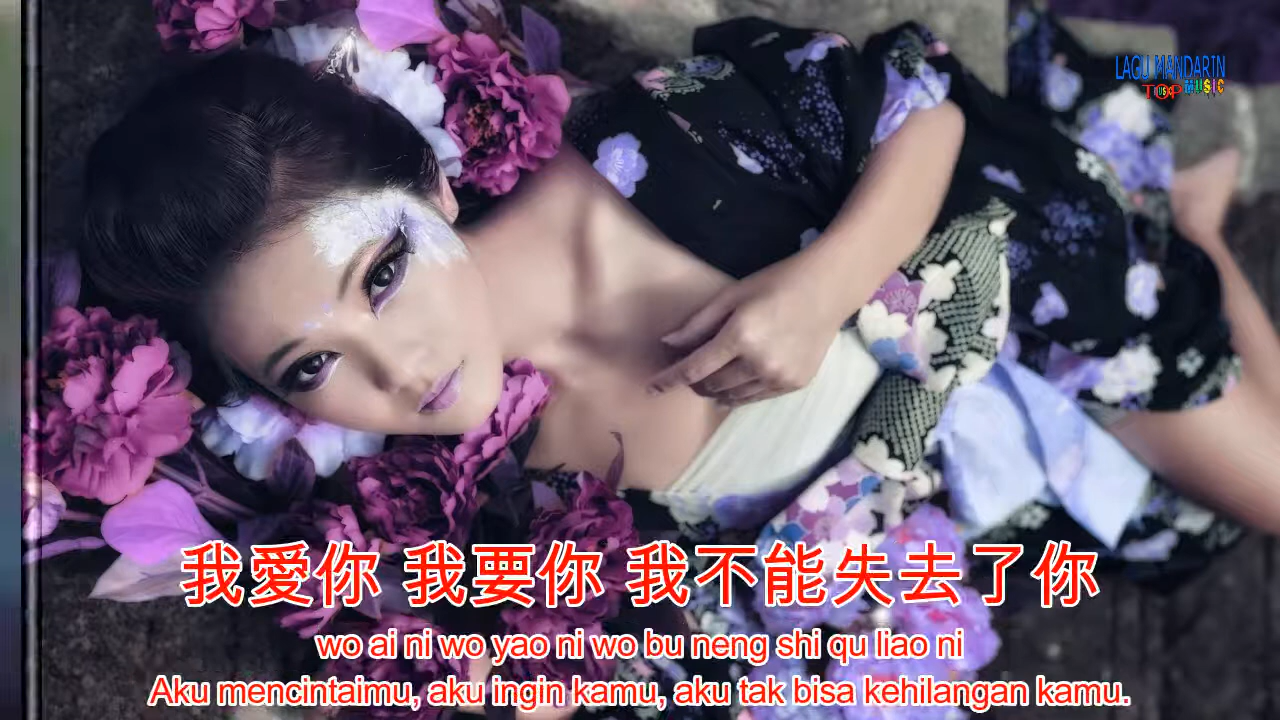 LAGU MANDARIN
TOP MUSIC MUSIC
我愛你 我要你 我不能失去了你
wo ai ni wo yao ni wo bu neng shi qu liao ni
Aku mencintaimu, aku ingin kamu, aku tak bisa kehilangan kamu.